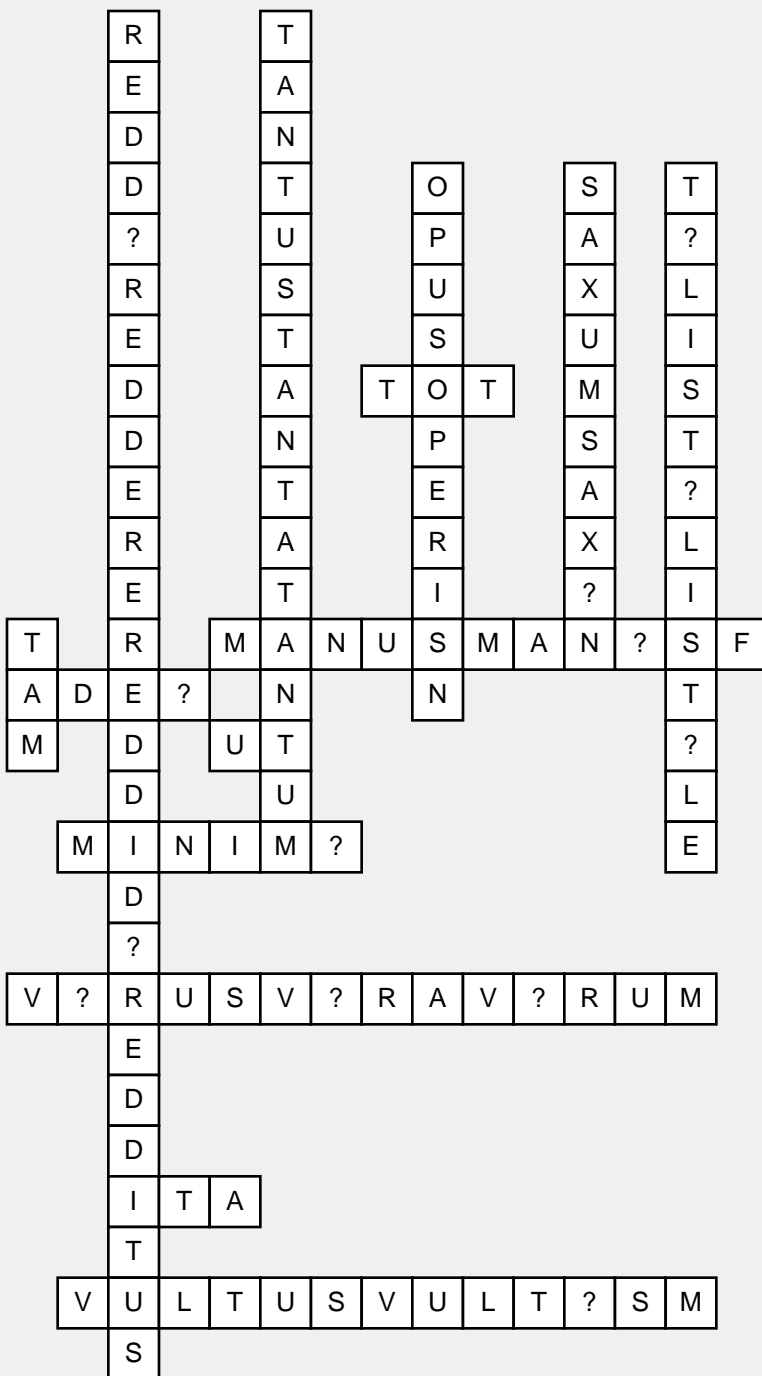 REDD?REDDEREREDDID?REDDITUS
TANTUSTANTATANTUM
OPUSOPERISN
SAXUMSAX?N
T?LIST?LIST?LE
TOT
TAM
MANUSMAN?SF
ADE?
UT
MINIM?
V?RUSV?RAV?RUM
ITA
VULTUSVULT?SM